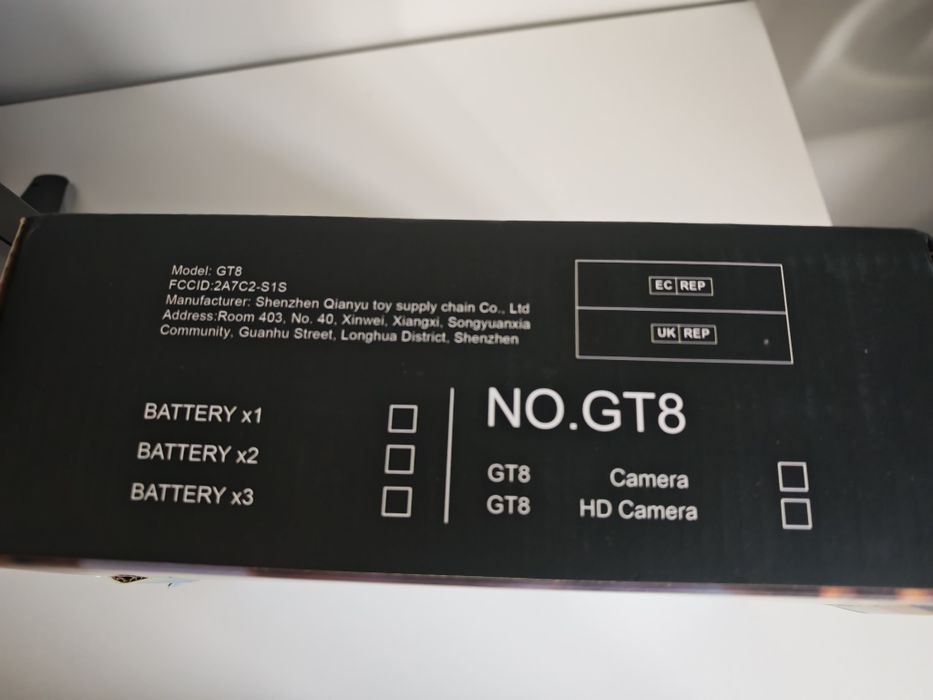 Model: GT8
FCCID:2A7C2-S1S
Manufacturer: Shenzhen Qianyu toy supply chain Co., Ltd
Address:Room 403, No. 40, Xinwei, Xiangxi, Songyuanxia
Community, Guanhu Street, Longhua District, Shenzhen
EC REP
UK REP
BATTERY x1
BATTERY x2
BATTERY x3
NO.GT8
GT8 Camera
GT8 HD Camera